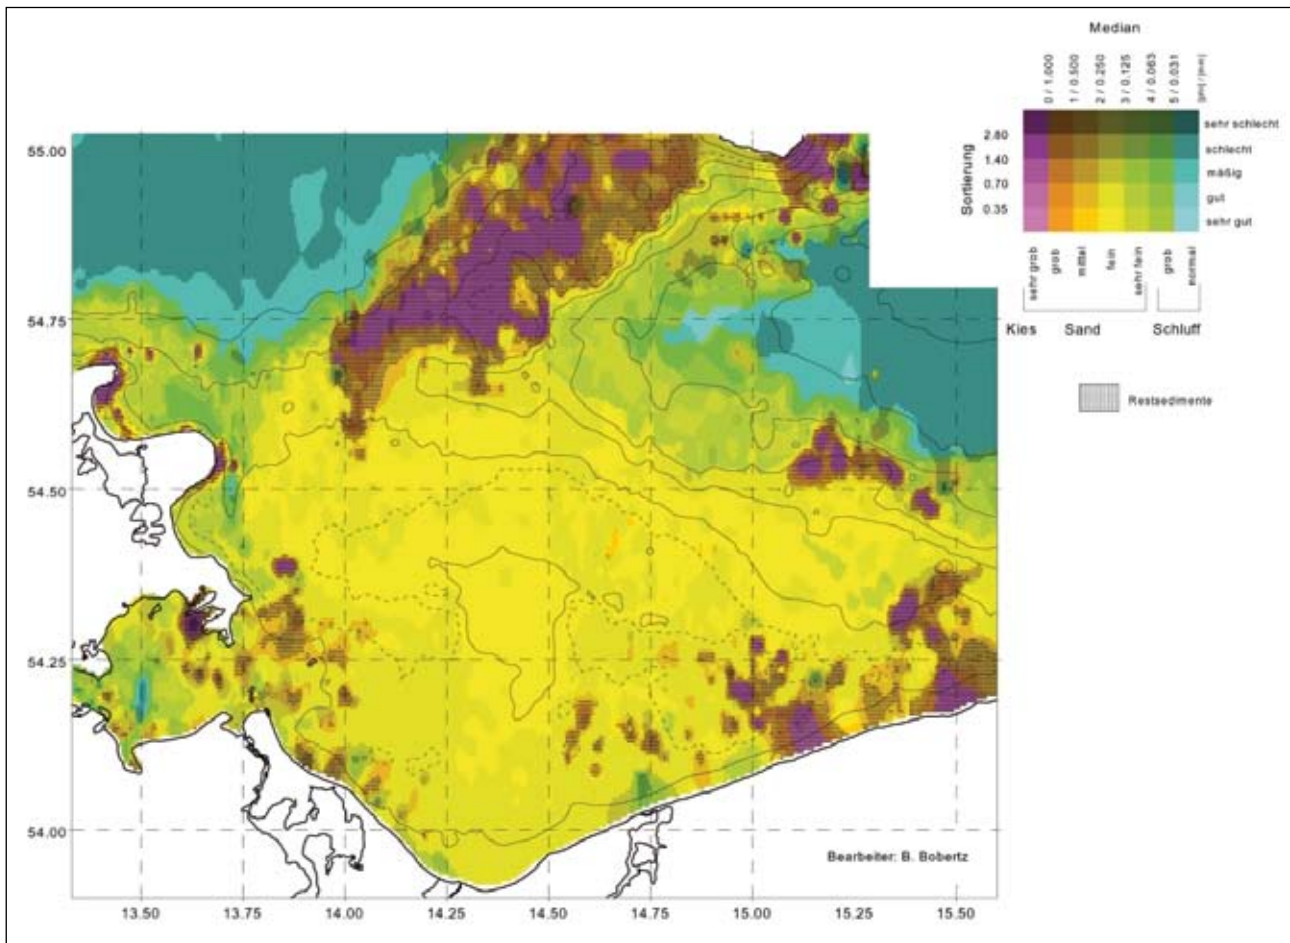 Median
0 / 1.000
1 / 0.500
2 / 0.250
3 / 0.125
4 / 0.063
5 / 0.031
[phi] / [mm]
Sortierung
2.80
1.40
0.70
0.35
sehr schlecht
schlecht
mäßig
gut
sehr gut
sehr grob
grob
mittel
fein
sehr fein
grob
normal
Kies
Sand
Schluff
Restsedimente
55.00
54.75
54.50
54.25
54.00
Bearbeiter: B. Bobertz
13.50
13.75
14.00
14.25
14.50
14.75
15.00
15.25
15.50